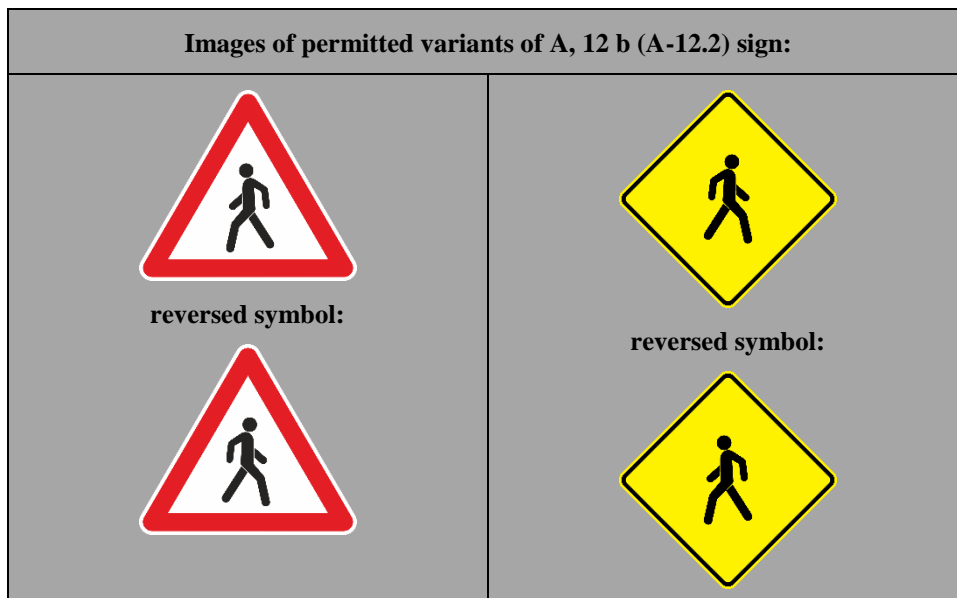 Images of permitted variants of A, 12 b (A-12.2) sign:
reversed symbol:
reversed symbol: